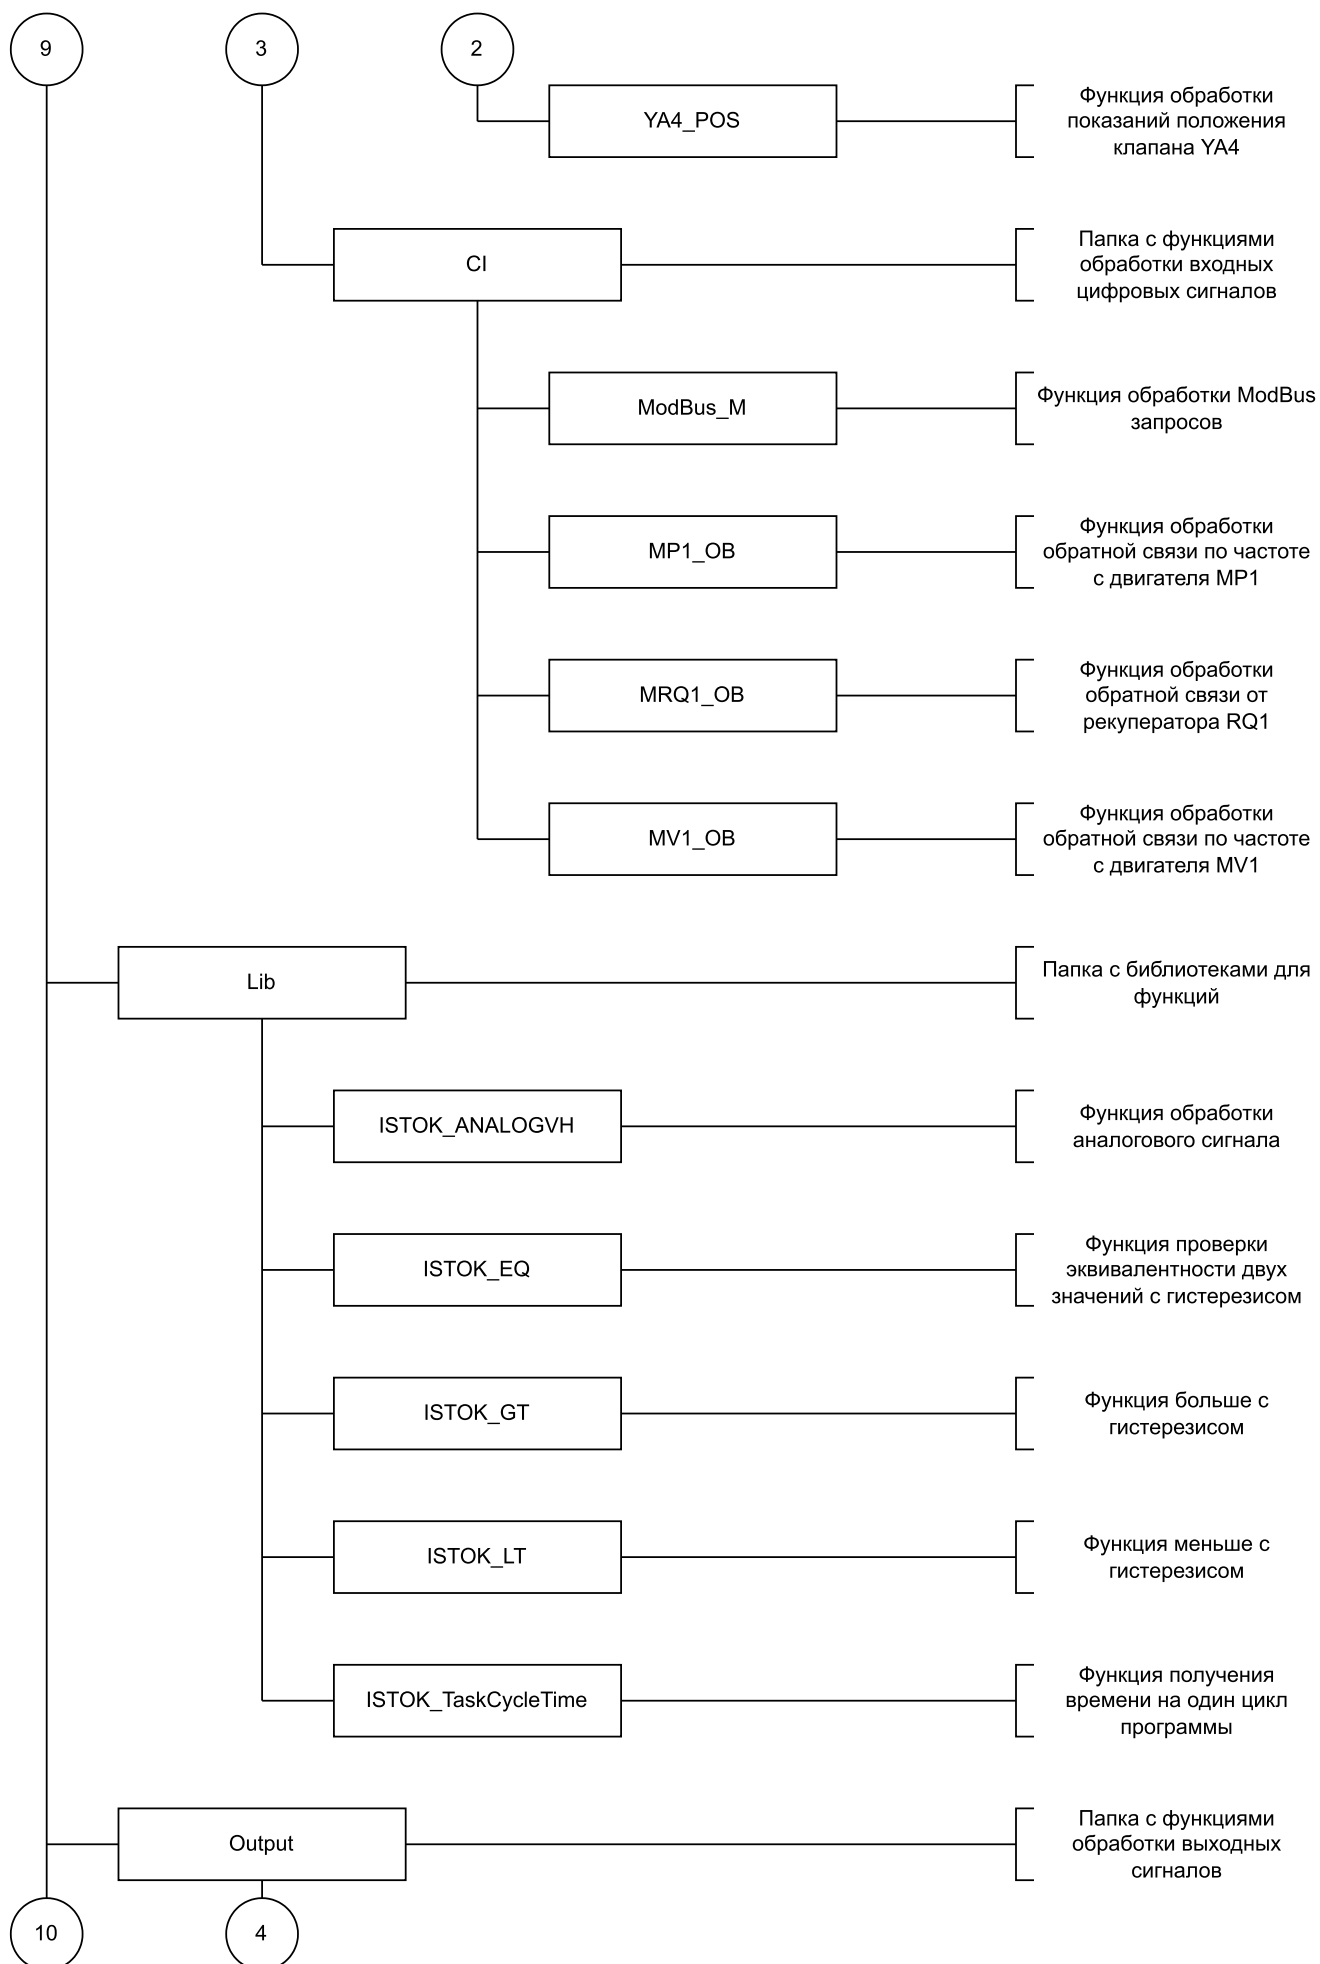 9
3
2
YA4_POS
Функция обработки
показаний положения
клапана YA4
CI
Папка с функциями
обработки входных
цифровых сигналов
ModBus_M
Функция обработки ModBus
запросов
MP1_OB
Функция обработки
обратной связи по частоте
с двигателя MP1
MRQ1_OB
Функция обработки
обратной связи от
рекуператора RQ1
MV1_OB
Функция обработки
обратной связи по частоте
с двигателя MV1
Lib
Папка с библиотеками для
функций
ISTOK_ANALOGVH
Функция обработки
аналогового сигнала
ISTOK_EQ
Функция проверки
эквивалентности двух
значений с гистерезисом
ISTOK_GT
Функция больше с
гистерезисом
ISTOK_LT
Функция меньше с
гистерезисом
ISTOK_TaskCycleTime
Функция получения
времени на один цикл
программы
Output
Папка с функциями
обработки выходных
сигналов
10
4